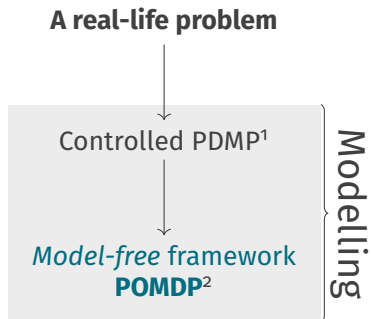 A real-life problem
Controlled PDMP¹
Model-free framework
POMDP²
Modelling